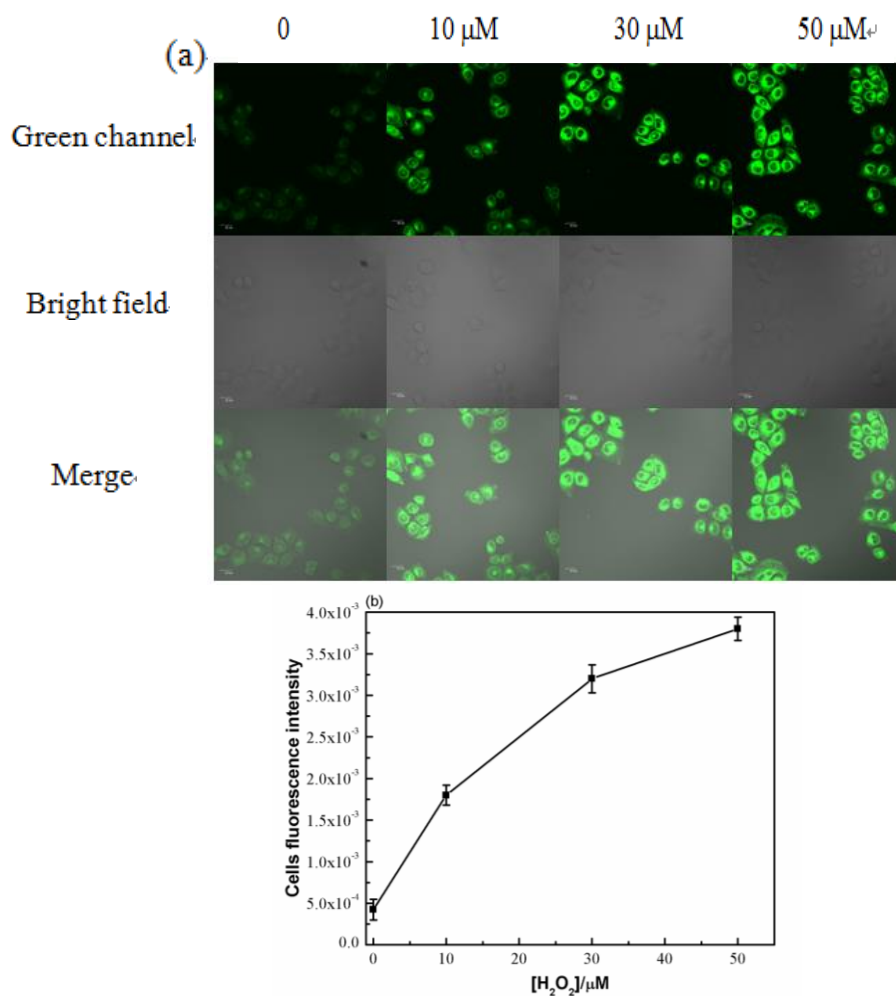 0 10 μM 30 μM 50 μM↵
(a)
Green channel
Bright field
Merge
(b)
4.0x10⁻³
3.5x10⁻³
3.0x10⁻³
2.5x10⁻³
2.0x10⁻³
1.5x10⁻³
1.0x10⁻³
5.0x10⁻⁴
0.0
Cells fluorescence intensity
0 10 20 30 40 50
[H₂O₂]/μM